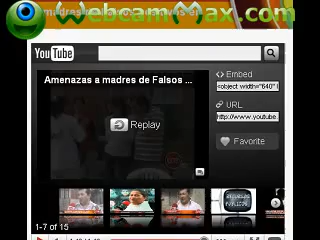 WebcamMax.com
YouTube
Amenazas a madres de Falsos ...
Embed
<object width="640" l
URL
http://www.youtube.
Replay
Favorite
1-7 of 15